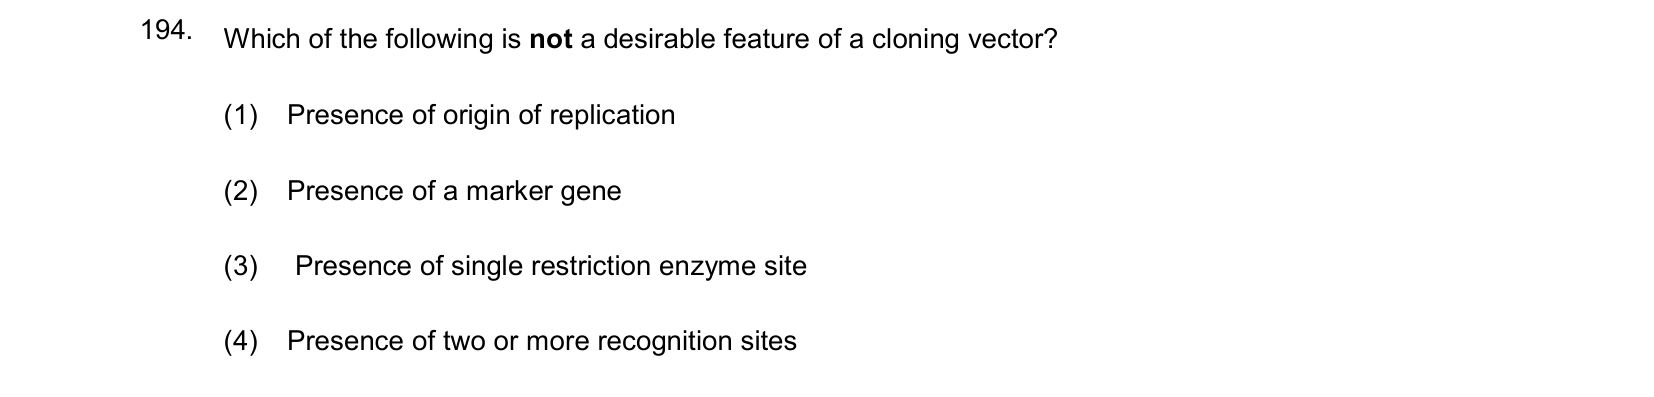 194. Which of the following is not a desirable feature of a cloning vector?
(1) Presence of origin of replication
(2) Presence of a marker gene
(3) Presence of single restriction enzyme site
(4) Presence of two or more recognition sites